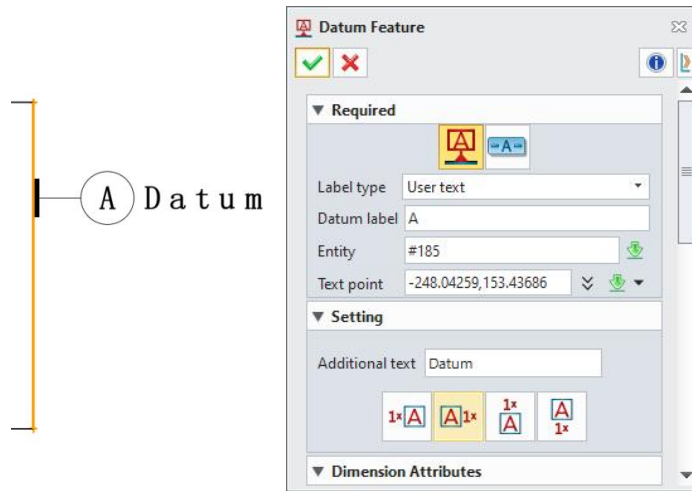 A Datum
Datum Feature
Required
A
-A-
Label type User text
Datum label A
Entity #185
Text point -248.04259,153.43686
Setting
Additional text Datum
1x A A 1x 1x A A 1x
Dimension Attributes